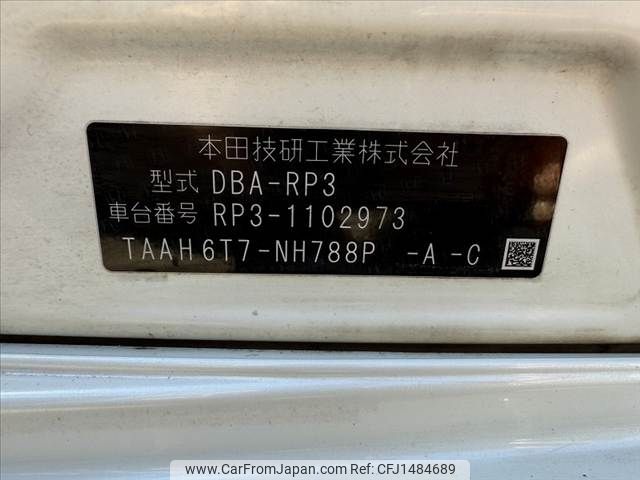 本田技研工業株式会社
型式 DBA-RP3
車台番号 RP3-1102973
TAAH6T7-NH788P -A -C
www.CarFromJapan.com CFJ1484689